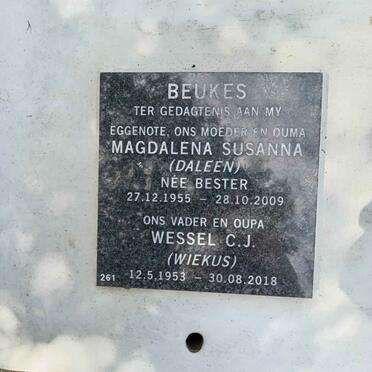 BEUKES
TER GEDAGTENIS AAN MY
EGGENOTE, ONS MOEDER EN OUMA
MAGDALENA SUSANNA
(DALEEN)
NÉE BESTER
27.12.1955 — 28.10.2009
ONS VADER EN OUPA
WESSEL C.J.
(WIEKUS)
261 12.5.1953 — 30.08.2018